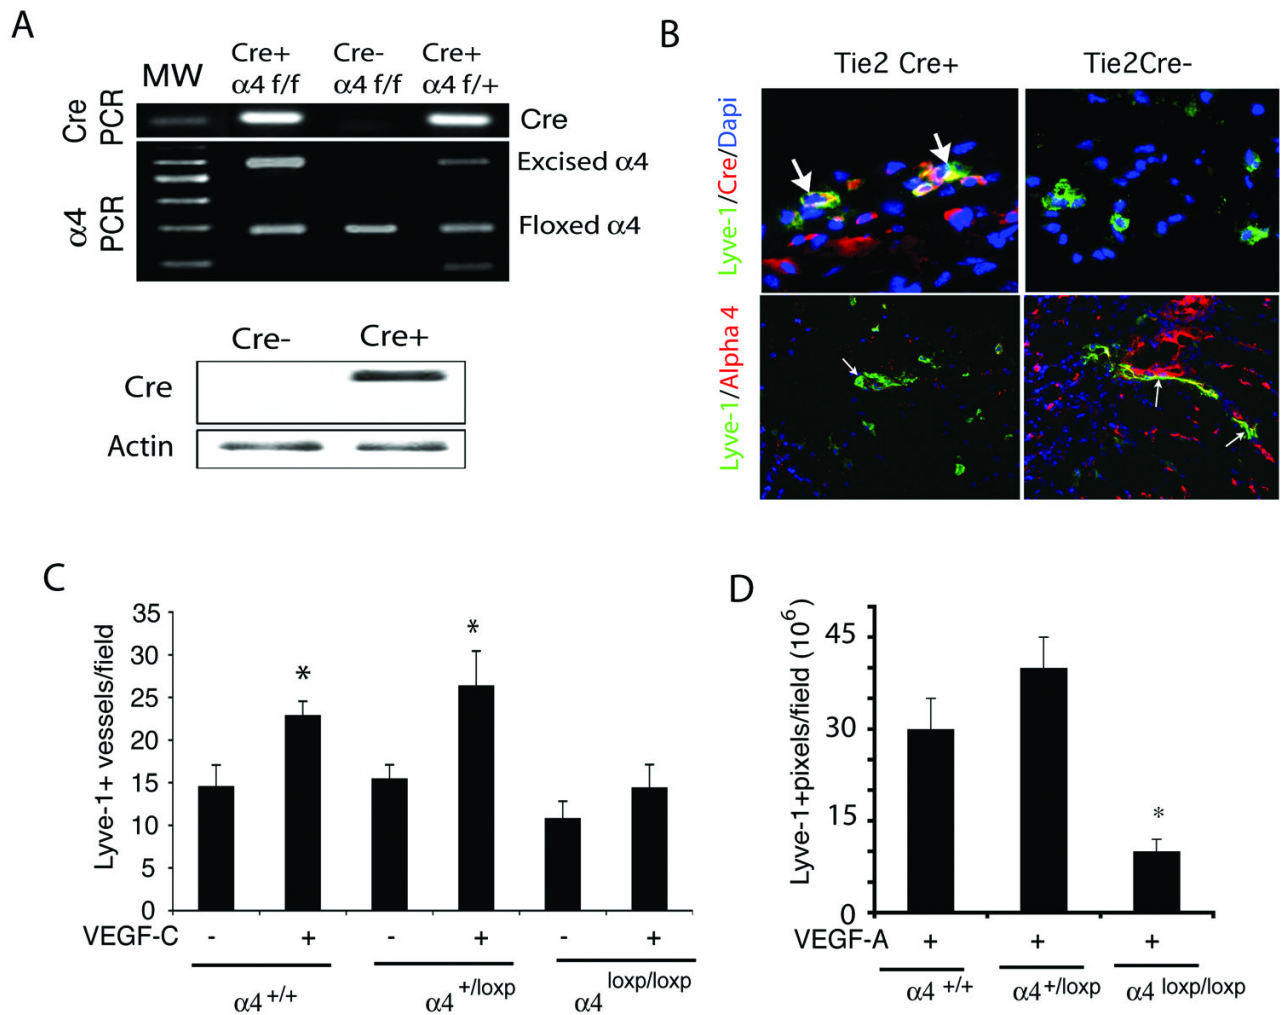 A
MW
Cre+ α4 f/f
Cre- α4 f/f
Cre+ α4 f/+
Cre PCR
Cre
α4 PCR
Excised α4
Floxed α4
Cre-
Cre+
Cre
Actin
B
Tie2 Cre+
Tie2Cre-
Lyve-1/Cre/Dapi
Lyve-1/Alpha 4
C
Lyve-1+ vessels/field
35
30
25
20
15
10
5
0
*
*
VEGF-C - + - + - +
α4 +/+
α4 +/loxp
α4 loxp/loxp
D
Lyve-1+pixels/field (10⁶)
45
30
15
0
*
VEGF-A + + +
α4 +/+
α4 +/loxp
α4 loxp/loxp